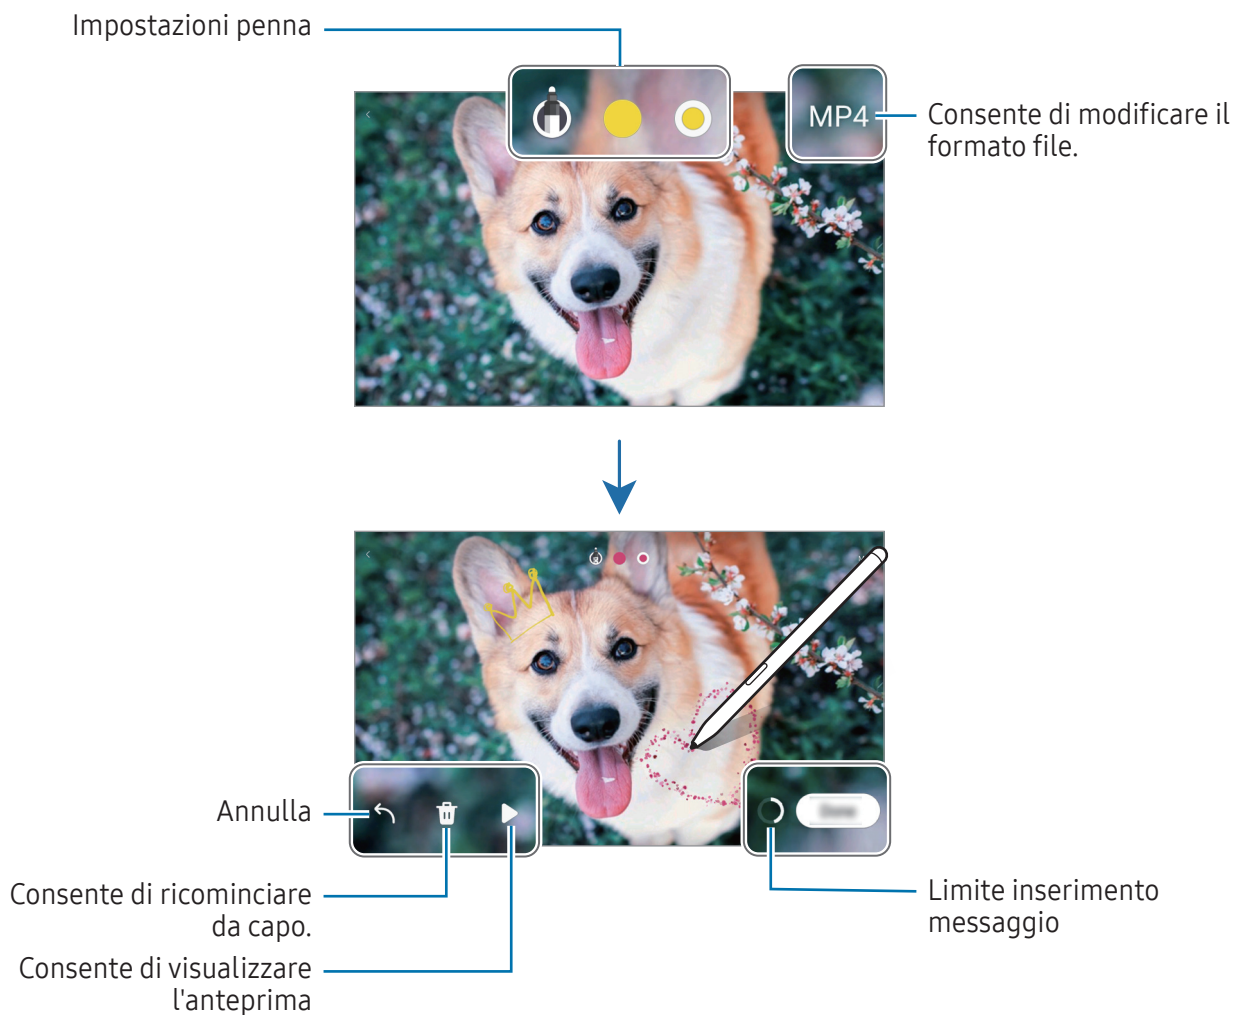 Impostazioni penna
MP4
Consente di modificare il
formato file.
Annulla
Consente di ricominciare
da capo.
Consente di visualizzare
l'anteprima
Limite inserimento
messaggio